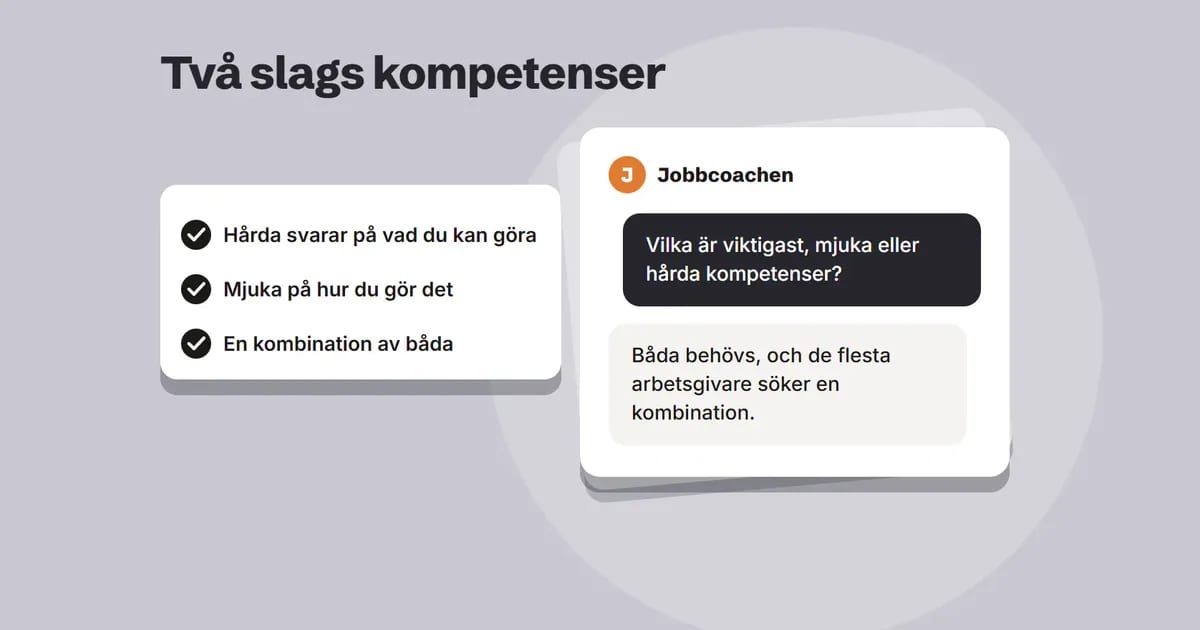 Två slags kompetenser
Hårda svarar på vad du kan göra
Mjuka på hur du gör det
En kombination av båda
J Jobbcoachen
Vilka är viktigast, mjuka eller
hårda kompetenser?
Båda behövs, och de flesta
arbetsgivare söker en
kombination.